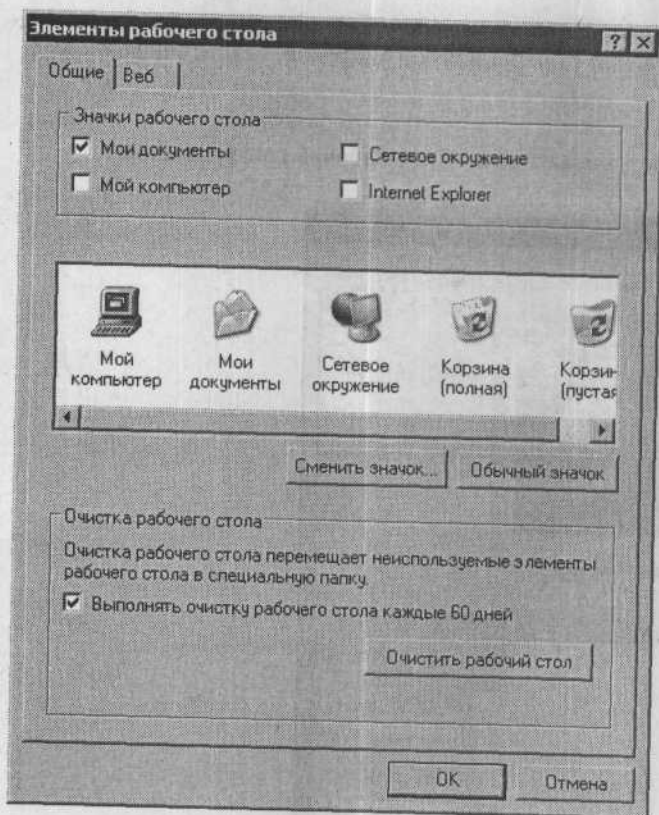 Элементы рабочего стола
Общие Веб
Значки рабочего стола
Мои документы
Сетевое окружение
Мой компьютер
Internet Explorer
Мой компьютер
Мои документы
Сетевое окружение
Корзина (полная)
Корзин (пустая
Сменить значок... Обычный значок
Очистка рабочего стола
Очистка рабочего стола перемещает неиспользуемые элементы
рабочего стола в специальную папку.
Выполнять очистку рабочего стола каждые 60 дней
Очистить рабочий стол
OK Отмена